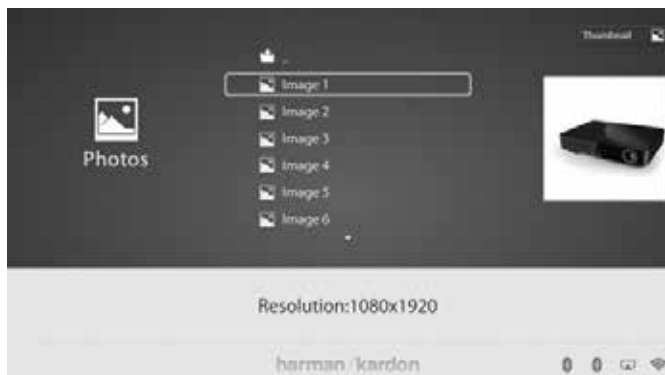 Thumbnail
..
Image 1
Image 2
Image 3
Image 4
Image 5
Image 6
Photos
Resolution:1080x1920
harman/kardon